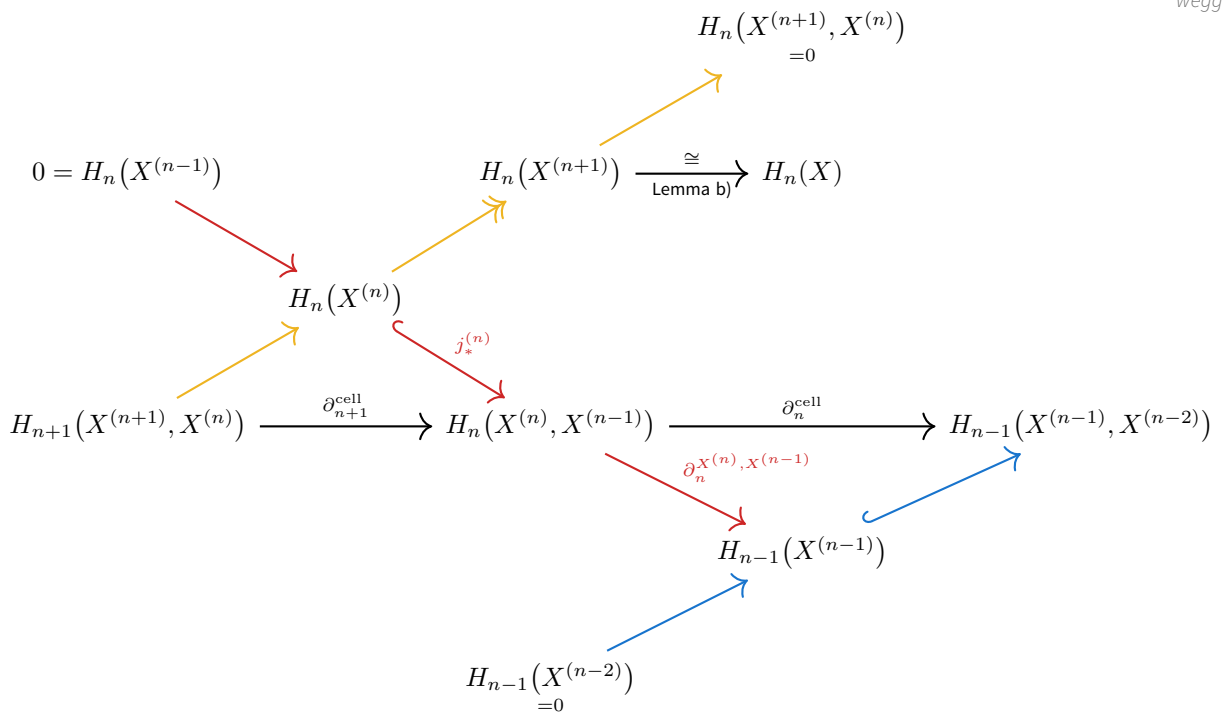 wegg
H_n(X^{(n+1)}, X^{(n)})
=0
0 = H_n(X^{(n-1)})
H_n(X^{(n+1)})
≅
Lemma b)
H_n(X)
H_n(X^{(n)})
j_*^{(n)}
H_{n+1}(X^{(n+1)}, X^{(n)})
∂_{n+1}^{cell}
H_n(X^{(n)}, X^{(n-1)})
∂_n^{cell}
H_{n-1}(X^{(n-1)}, X^{(n-2)})
∂_n^{X^{(n)}, X^{(n-1)}}
H_{n-1}(X^{(n-1)})
H_{n-1}(X^{(n-2)})
=0